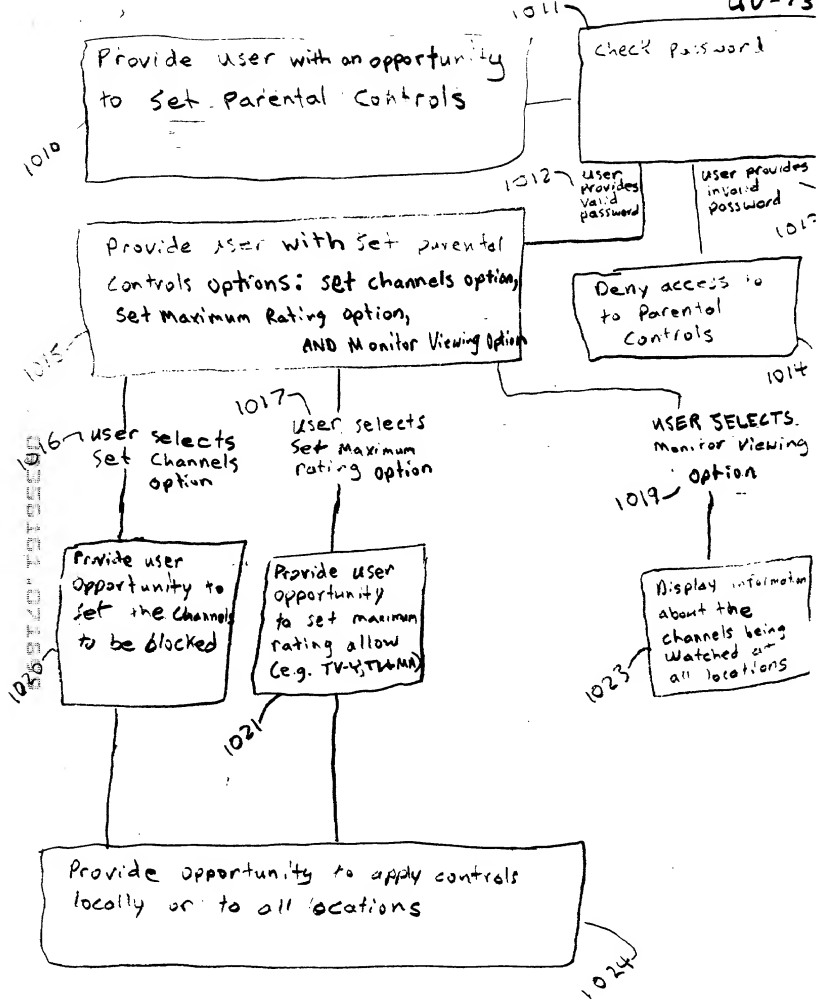 1011
UV-73
Provide user with an opportunity
to set Parental Controls
1010
Check password
1012
user
provides
valid
password
user provides
invalid
password
Provide user with set parental
controls options: set channels option,
set Maximum Rating option,
AND Monitor Viewing Option
1015
Deny access to
to Parental
Controls
1014
1016
user selects
Set Channels
option
1017
user selects
Set Maximum
rating option
USER SELECTS
Monitor Viewing
option
1019
Provide user
Opportunity to
set the Channels
to be blocked
1020
Provide user
opportunity
to set maximum
rating allow
(e.g. TV-Y, TV-MA)
1021
Display information
about the
channels being
watched at
all locations
1023
Provide opportunity to apply controls
locally or to all locations
1024